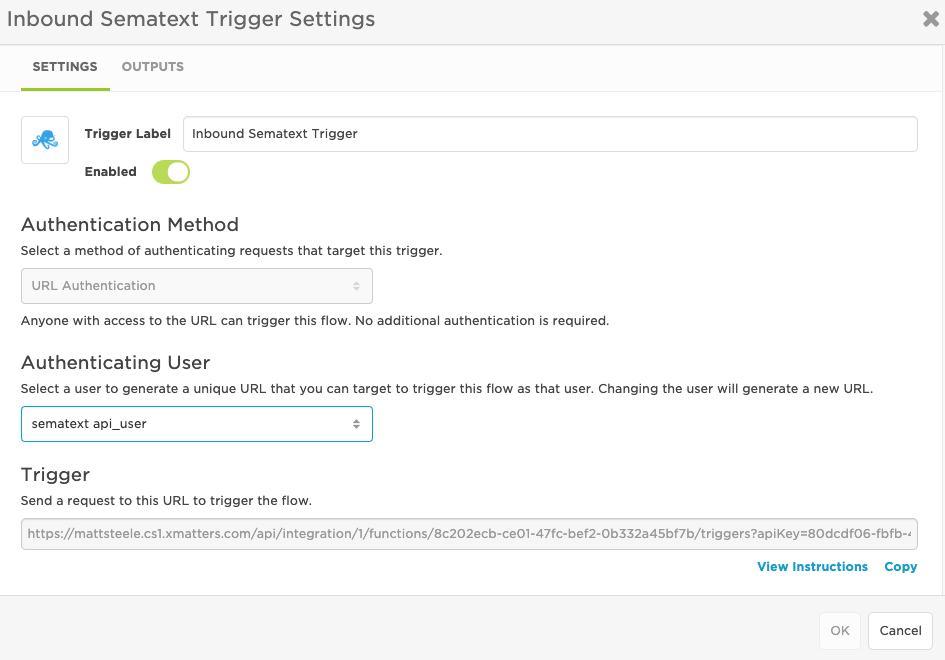 Inbound Sematext Trigger Settings
SETTINGS OUTPUTS
Trigger Label Inbound Sematext Trigger
Enabled
Authentication Method
Select a method of authenticating requests that target this trigger.
URL Authentication
Anyone with access to the URL can trigger this flow. No additional authentication is required.
Authenticating User
Select a user to generate a unique URL that you can target to trigger this flow as that user. Changing the user will generate a new URL.
sematext api_user
Trigger
Send a request to this URL to trigger the flow.
https://mattsteele.cs1.xmatters.com/api/integration/1/functions/8c202ecb-ce01-47fc-bef2-0b332a45bf7b/triggers?apiKey=80dcdf06-fbfb-4
View Instructions Copy
OK Cancel